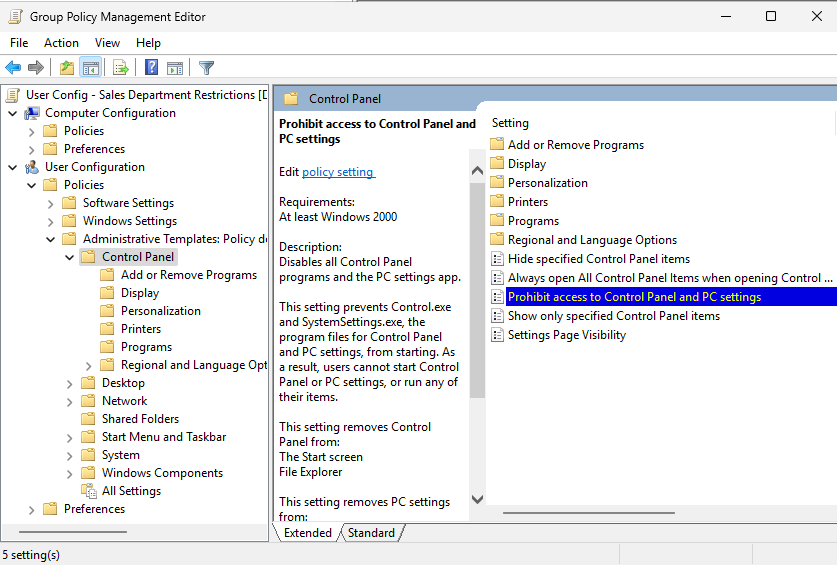 Group Policy Management Editor
File Action View Help
User Config - Sales Department Restrictions [D
Computer Configuration
Policies
Preferences
User Configuration
Policies
Software Settings
Windows Settings
Administrative Templates: Policy de
Control Panel
Add or Remove Programs
Display
Personalization
Printers
Programs
Regional and Language Opt
Desktop
Network
Shared Folders
Start Menu and Taskbar
System
Windows Components
All Settings
Preferences
Control Panel
Prohibit access to Control Panel and
PC settings
Edit policy setting
Requirements:
At least Windows 2000
Description:
Disables all Control Panel
programs and the PC settings app.
This setting prevents Control.exe
and SystemSettings.exe, the
program files for Control Panel
and PC settings, from starting. As
a result, users cannot start Control
Panel or PC settings, or run any of
their items.
This setting removes Control
Panel from:
The Start screen
File Explorer
This setting removes PC settings
from:
Setting
Add or Remove Programs
Display
Personalization
Printers
Programs
Regional and Language Options
Hide specified Control Panel items
Always open All Control Panel Items when opening Control ...
Prohibit access to Control Panel and PC settings
Show only specified Control Panel items
Settings Page Visibility
Extended Standard
5 setting(s)